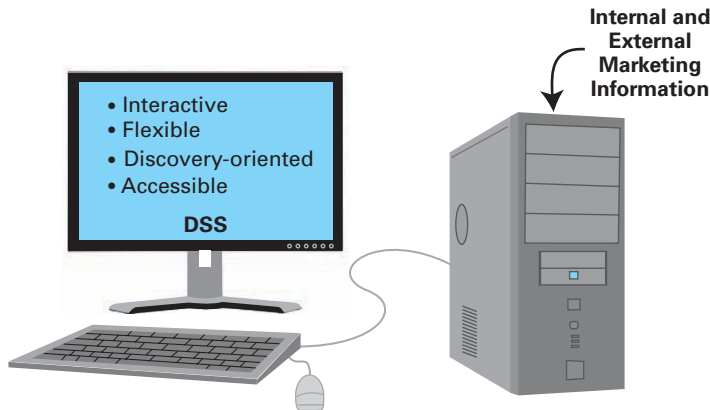 Internal and
External
Marketing
Information
• Interactive
• Flexible
• Discovery-oriented
• Accessible
DSS